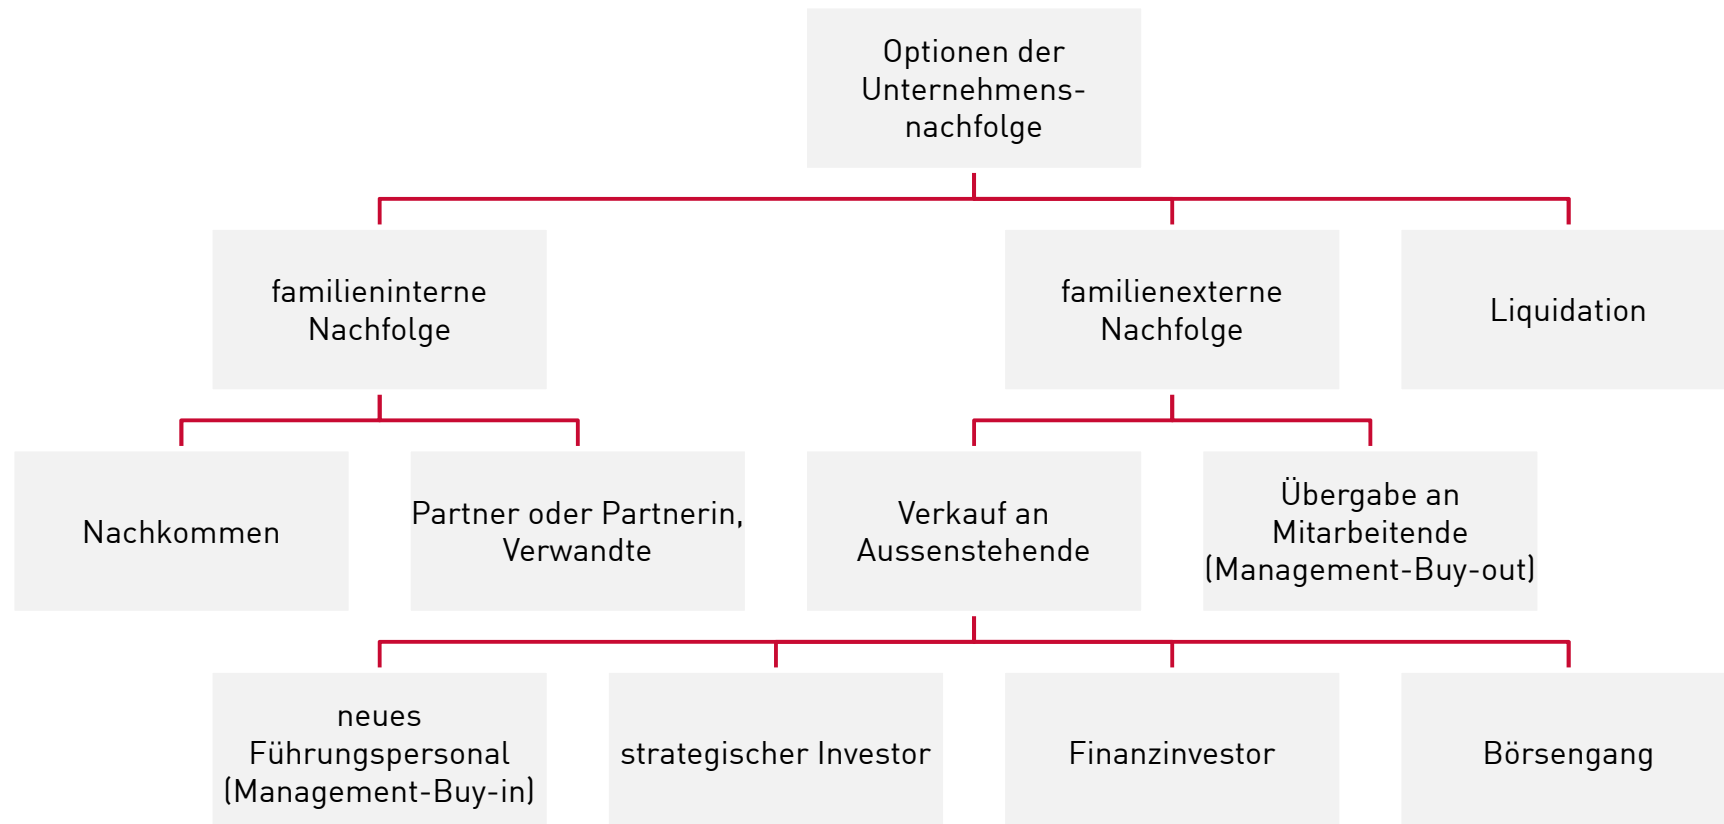 Optionen der
Unternehmens-
nachfolge
familieninterne
Nachfolge
familienexterne
Nachfolge
Liquidation
Nachkommen
Partner oder Partnerin,
Verwandte
Verkauf an
Aussenstehende
Übergabe an
Mitarbeitende
(Management-Buy-out)
neues
Führungspersonal
(Management-Buy-in)
strategischer Investor
Finanzinvestor
Börsengang